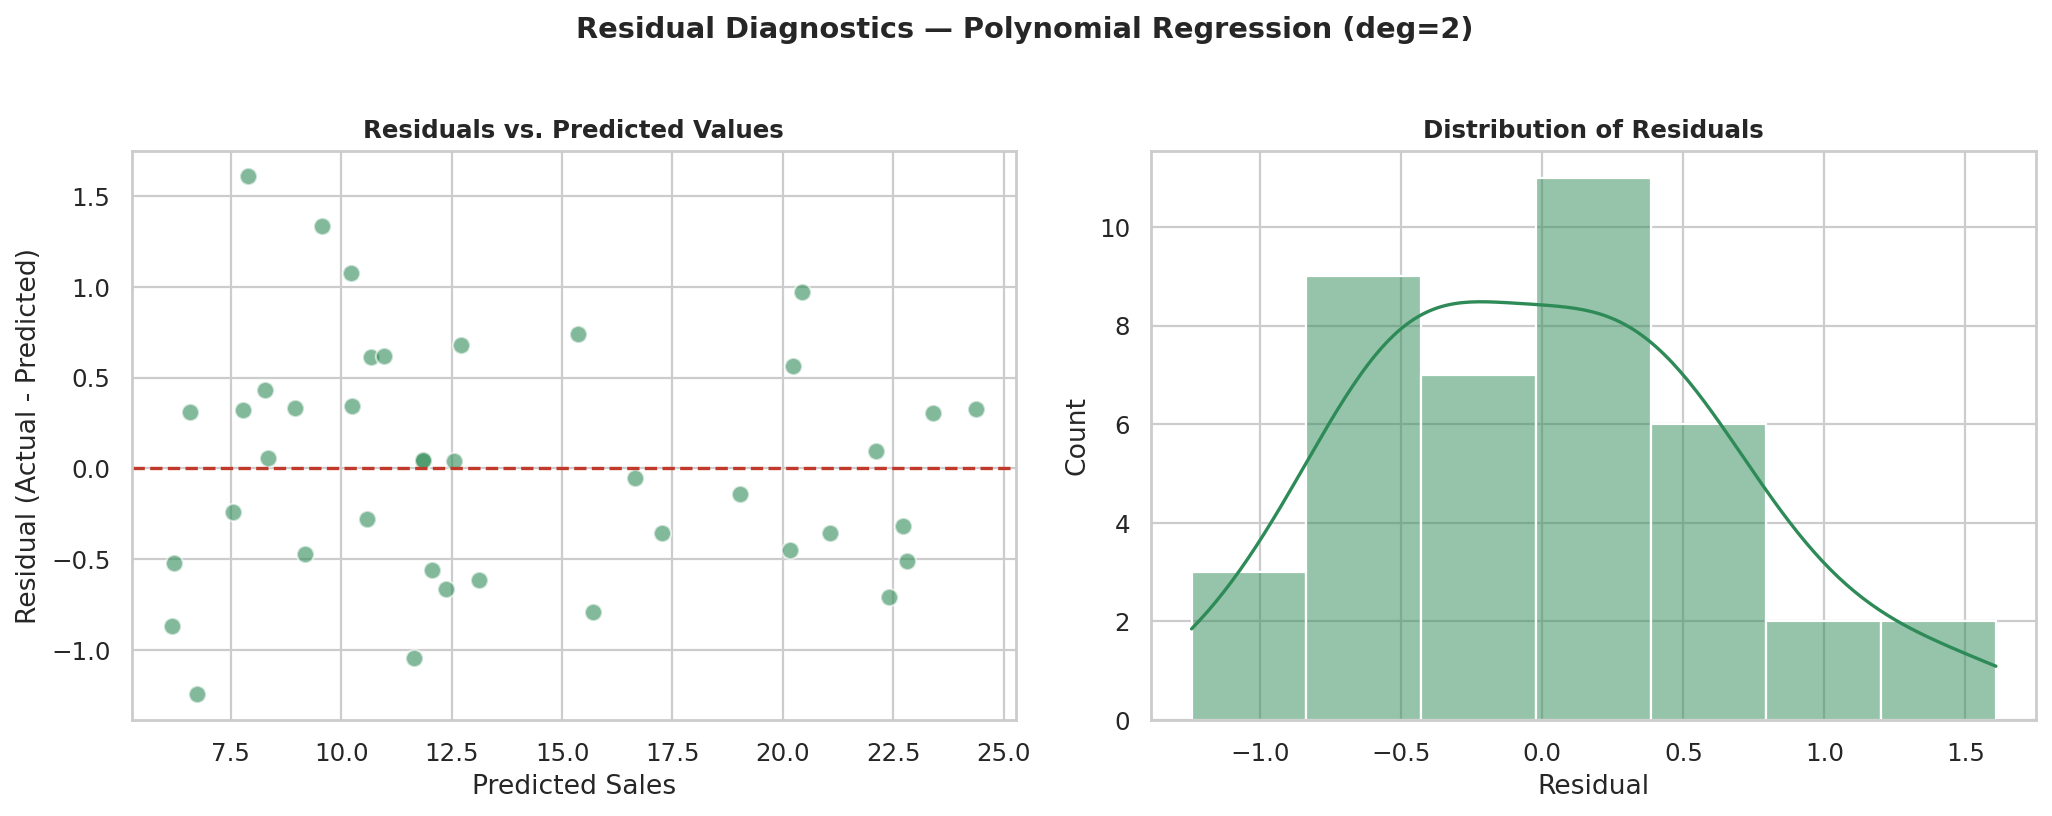 Residual Diagnostics — Polynomial Regression (deg=2)
Residuals vs. Predicted Values
1.5
1.0
0.5
0.0
−0.5
−1.0
Residual (Actual - Predicted)
7.5 10.0 12.5 15.0 17.5 20.0 22.5 25.0
Predicted Sales
Distribution of Residuals
10
8
6
4
2
0
Count
−1.0 −0.5 0.0 0.5 1.0 1.5
Residual